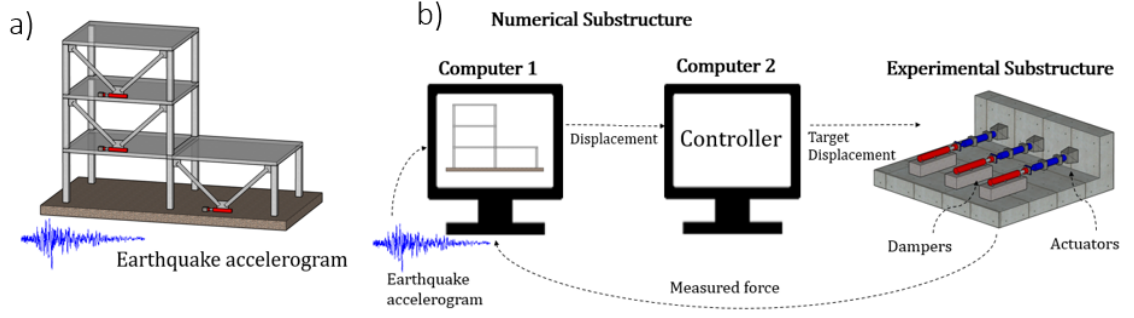 a)
Earthquake accelerogram
b)
Numerical Substructure
Computer 1
Computer 2
Experimental Substructure
Displacement
Controller
Target
Displacement
Dampers
Actuators
Earthquake
accelerogram
Measured force